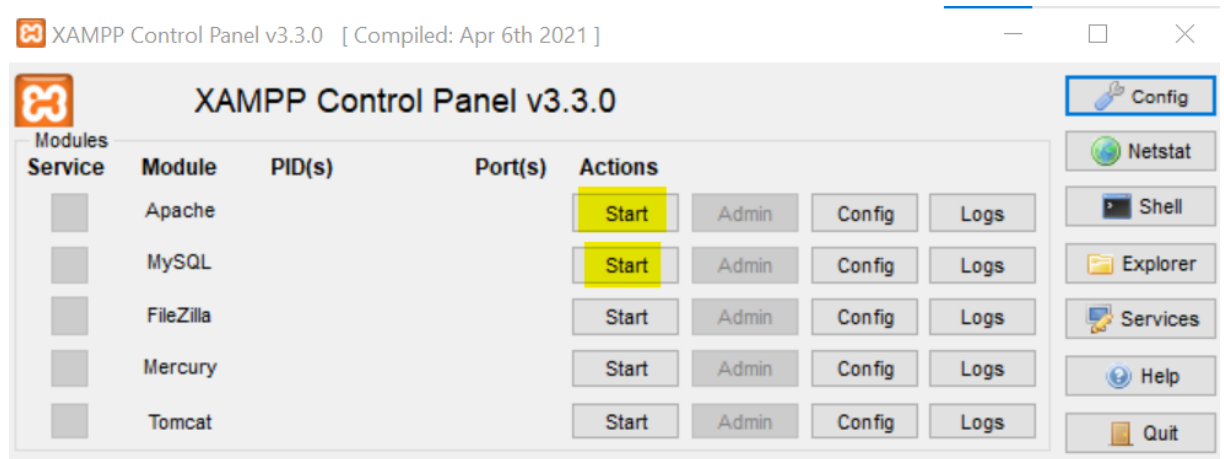 XAMPP Control Panel v3.3.0 [ Compiled: Apr 6th 2021 ]
XAMPP Control Panel v3.3.0
Config
Modules
Netstat
Service Module PID(s) Port(s) Actions
Apache Start Admin Config Logs
Shell
MySQL Start Admin Config Logs
Explorer
FileZilla Start Admin Config Logs
Services
Mercury Start Admin Config Logs
Help
Tomcat Start Admin Config Logs
Quit